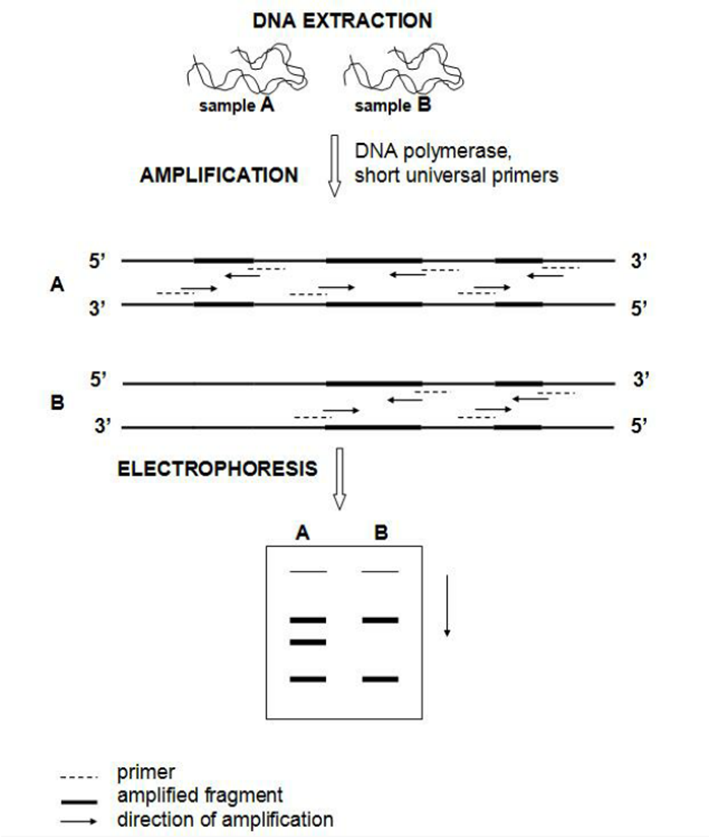 DNA EXTRACTION
sample A sample B
DNA polymerase,
AMPLIFICATION short universal primers
5’ 3’
A
3’ 5’
5’ 3’
B
3’ 5’
ELECTROPHORESIS
A B
primer
amplified fragment
direction of amplification